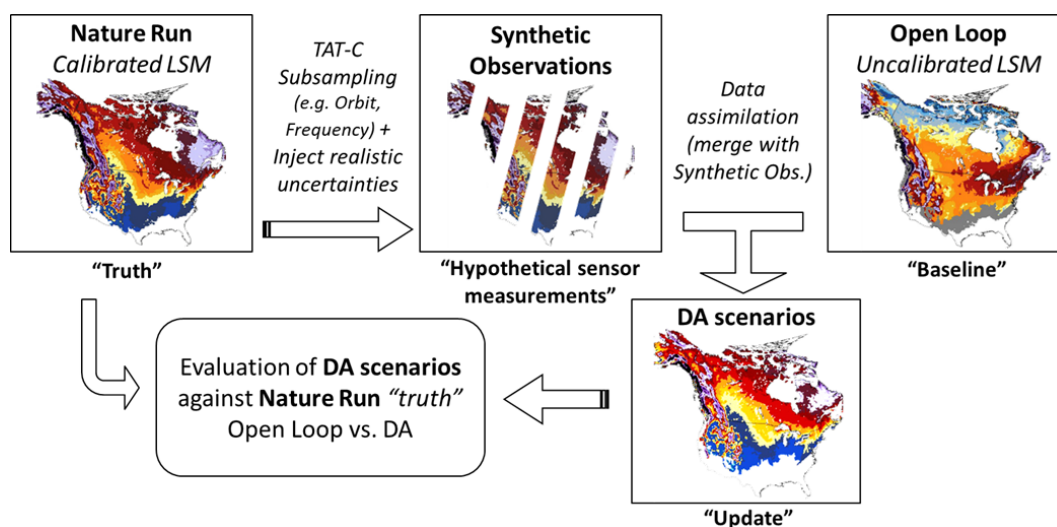 Nature Run
Calibrated LSM
"Truth"
TAT-C
Subsampling
(e.g. Orbit,
Frequency) +
Inject realistic
uncertainties
Synthetic
Observations
"Hypothetical sensor
measurements"
Data
assimilation
(merge with
Synthetic Obs.)
Open Loop
Uncalibrated LSM
"Baseline"
DA scenarios
"Update"
Evaluation of DA scenarios
against Nature Run "truth"
Open Loop vs. DA